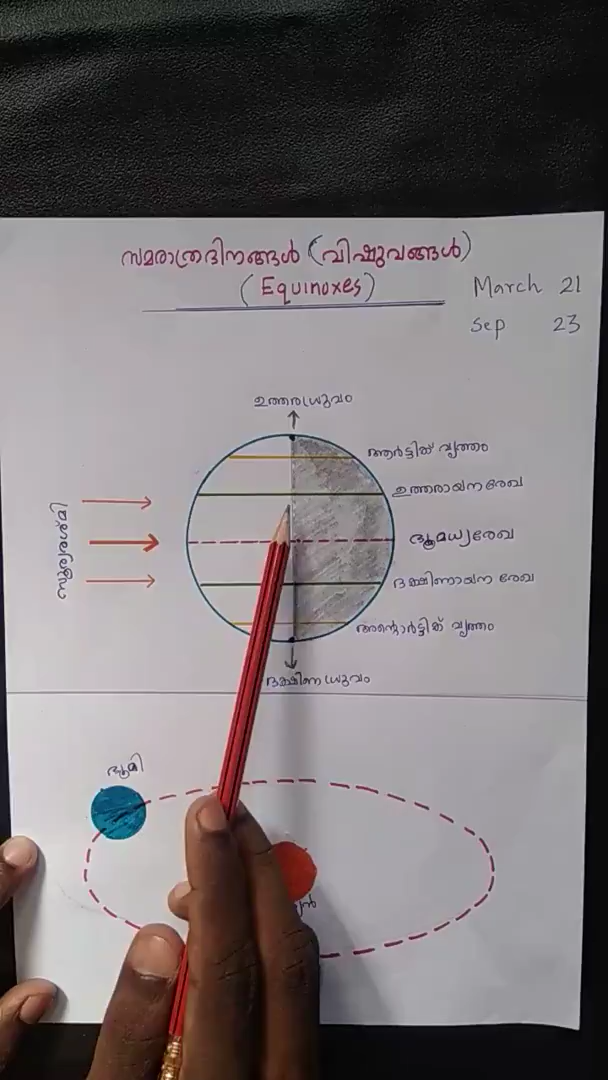 സമരാത്രദിനങ്ങൾ (വിഷുവങ്ങൾ)
(Equinoxes)
March 21
Sep 23
ഉത്തരധ്രുവം
ആർട്ടിക് വൃത്തം
ഉത്തരായനരേഖ
ഭൂമധ്യരേഖ
ദക്ഷിണായന രേഖ
അന്റാർട്ടിക് വൃത്തം
ദക്ഷിണധ്രുവം
സൂര്യരശ്മി
ഭൂമി